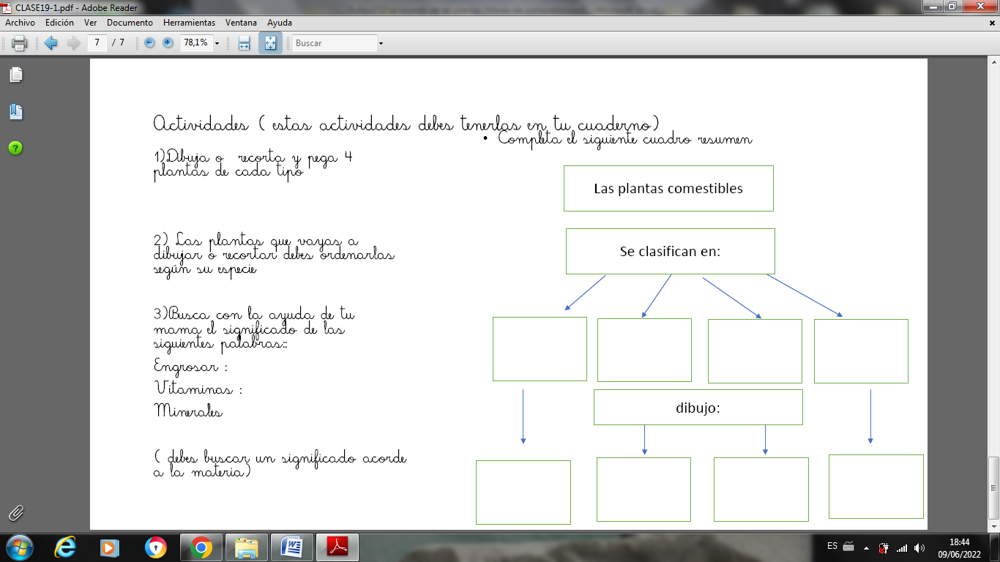 CLASE19-1.pdf - Adobe Reader
Archivo Edición Ver Documento Herramientas Ventana Ayuda
7 / 7 78,1% Buscar
Actividades ( estas actividades debes tenerlas en tu cuaderno)
• Completa el siguiente cuadro resumen
1)Dibuja o recorta y pega 4
plantas de cada tipo
2) Las plantas que vayas a
dibujar o recortar debes ordenarlas
según su especie
3)Busca con la ayuda de tu
mama el significado de las
siguientes palabras::
Engrosar :
Vitaminas :
Minerales
( debes buscar un significado acorde
a la materia)
Las plantas comestibles
Se clasifican en:
dibujo:
ES
18:44
09/06/2022